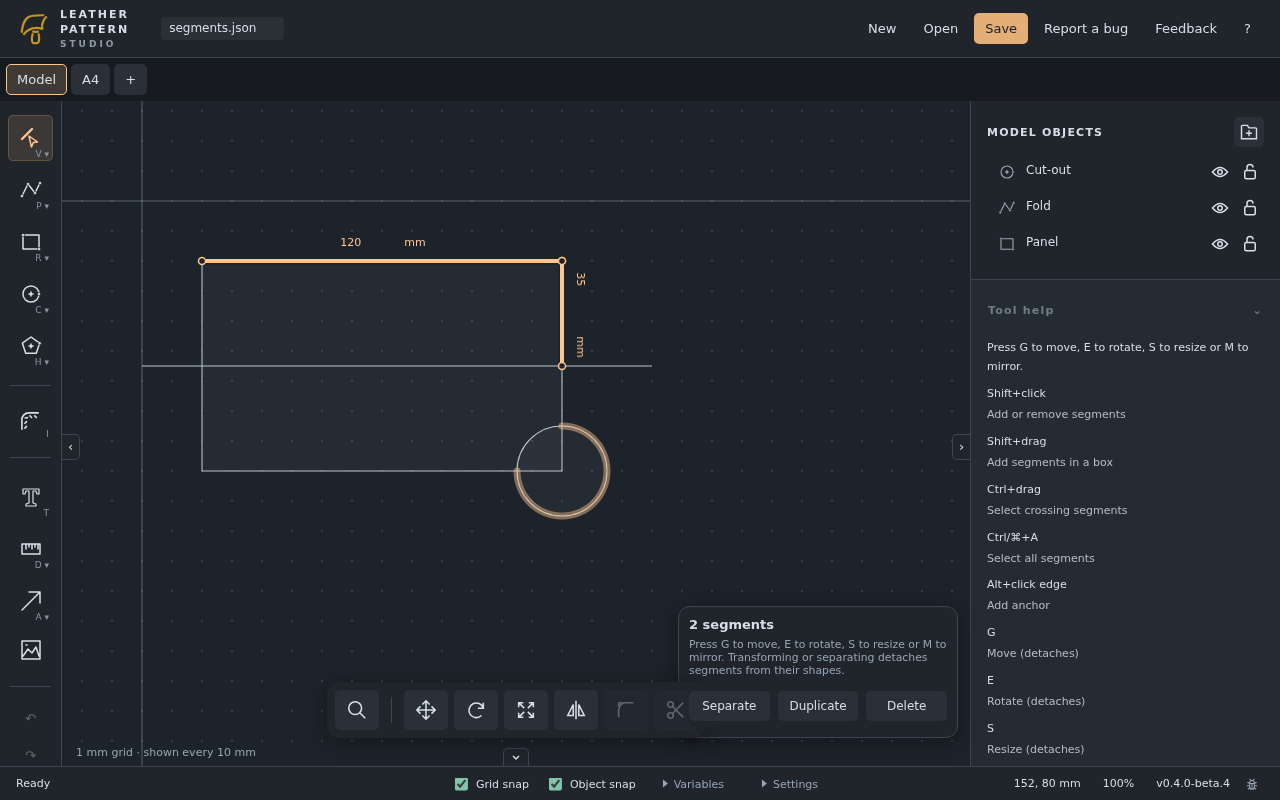 LEATHER
PATTERN
STUDIO
segments.json
New
Open
Save
Report a bug
Feedback
?
Model
A4
+
V
P
R
C
H
I
T
D
A
120 mm
35 mm
MODEL OBJECTS
Cut-out
Fold
Panel
Tool help
Press G to move, E to rotate, S to resize or M to
mirror.
Shift+click
Add or remove segments
Shift+drag
Add segments in a box
Ctrl+drag
Select crossing segments
Ctrl/⌘+A
Select all segments
Alt+click edge
Add anchor
G
Move (detaches)
E
Rotate (detaches)
S
Resize (detaches)
2 segments
Press G to move, E to rotate, S to resize or M to
mirror. Transforming or separating detaches
segments from their shapes.
Separate
Duplicate
Delete
1 mm grid · shown every 10 mm
Ready
Grid snap
Object snap
Variables
Settings
152, 80 mm
100%
v0.4.0-beta.4